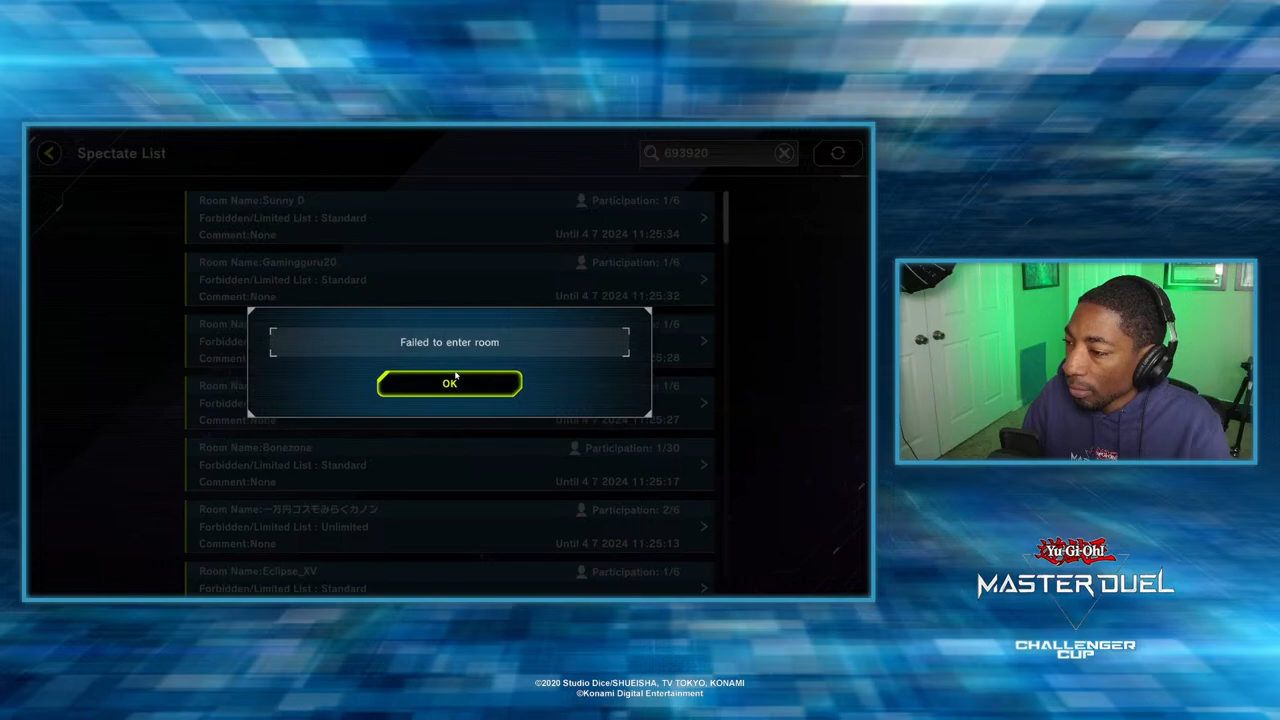 Spectate List
693920
Room Name:Sunny D
Participation: 1/6
Forbidden/Limited List : Standard
Comment:None
Until 4 7 2024 11:25:34
Room Name:Gamingguru20
Participation: 1/6
Forbidden/Limited List : Standard
Comment:None
Until 4 7 2024 11:25:32
Failed to enter room
OK
Room Name:Bonezone
Participation: 1/30
Forbidden/Limited List : Standard
Comment:None
Until 4 7 2024 11:25:17
Room Name:一万円コスモみらくカノン
Participation: 2/6
Forbidden/Limited List : Unlimited
Comment:None
Until 4 7 2024 11:25:13
Room Name:Eclipse_XV
Participation: 1/6
Forbidden/Limited List : Standard
Yu-Gi-Oh!
MASTER DUEL
CHALLENGER
CUP
©2020 Studio Dice/SHUEISHA, TV TOKYO, KONAMI
©Konami Digital Entertainment